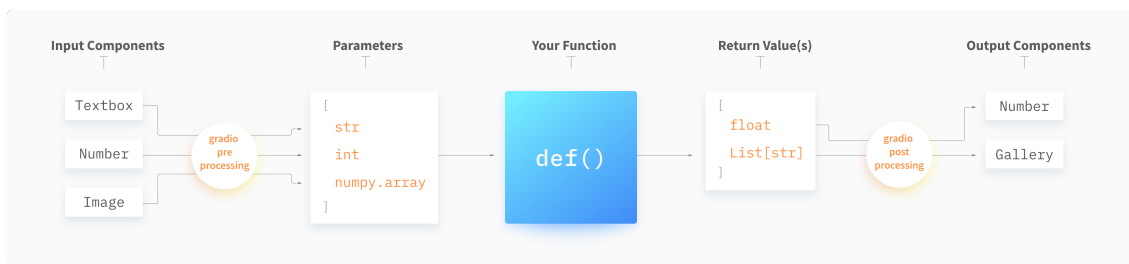 Input Components
Parameters
Your Function
Return Value(s)
Output Components
Textbox
Number
Image
gradio
pre
processing
[
str
int
numpy.array
]
def()
[
float
List[str]
]
gradio
post
processing
Number
Gallery